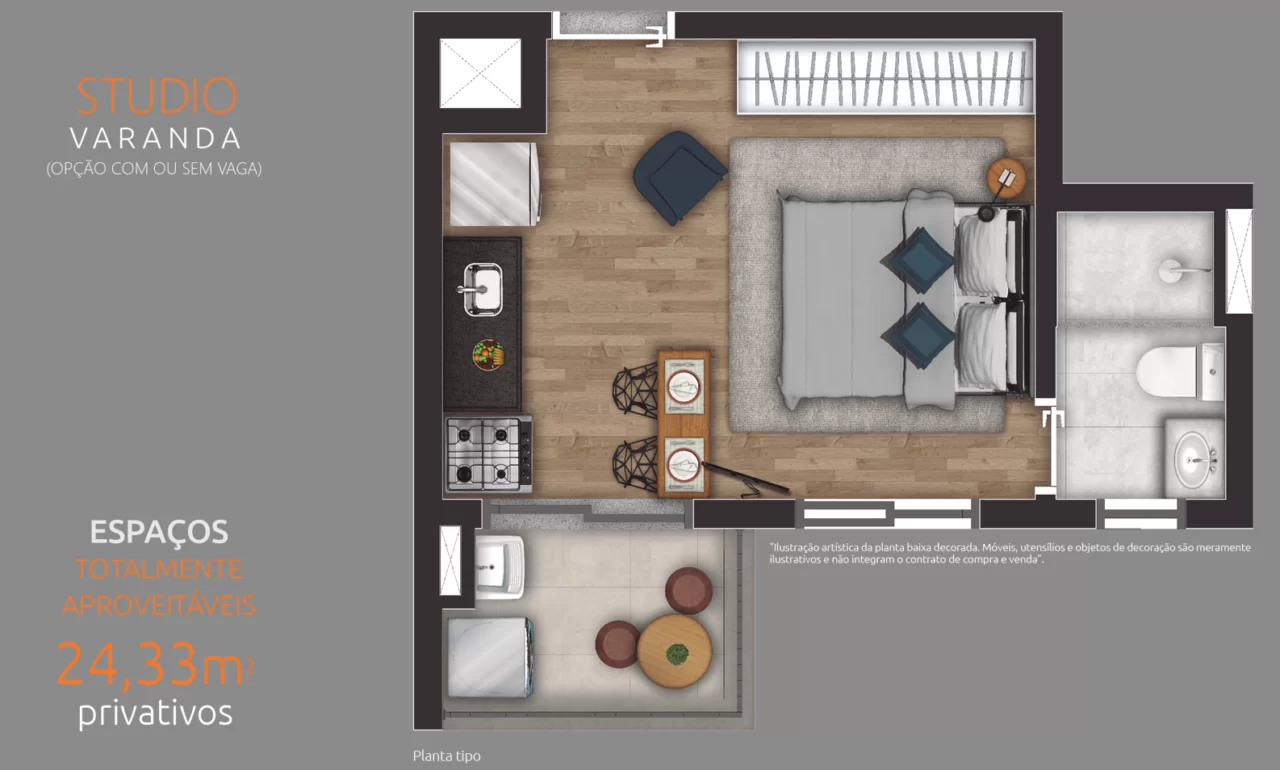 STUDIO
VARANDA
(OPÇÃO COM OU SEM VAGA)
ESPAÇOS
TOTALMENTE
APROVEITÁVEIS
24,33m²
privativos
"Ilustração artística da planta baixa decorada. Móveis, utensílios e objetos de decoração são meramente
ilustrativos e não integram o contrato de compra e venda".
Planta tipo